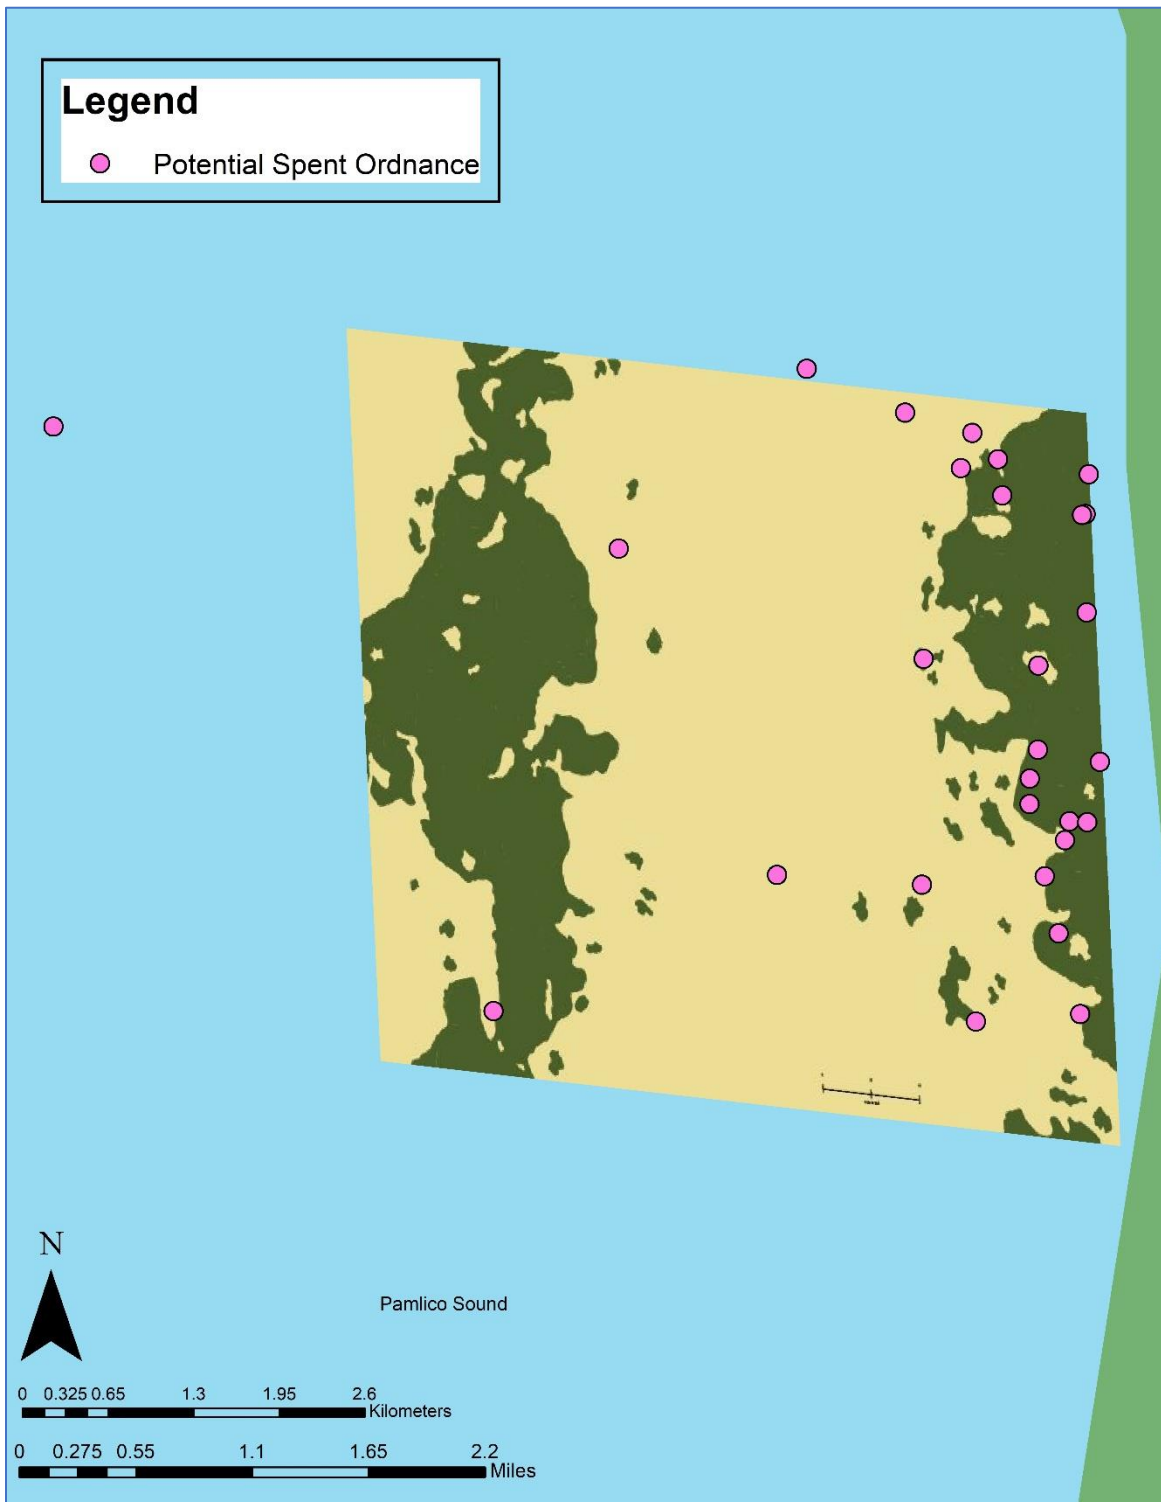 Legend
Potential Spent Ordnance
N
Pamlico Sound
0 0.325 0.65 1.3 1.95 2.6
Kilometers
0 0.275 0.55 1.1 1.65 2.2
Miles